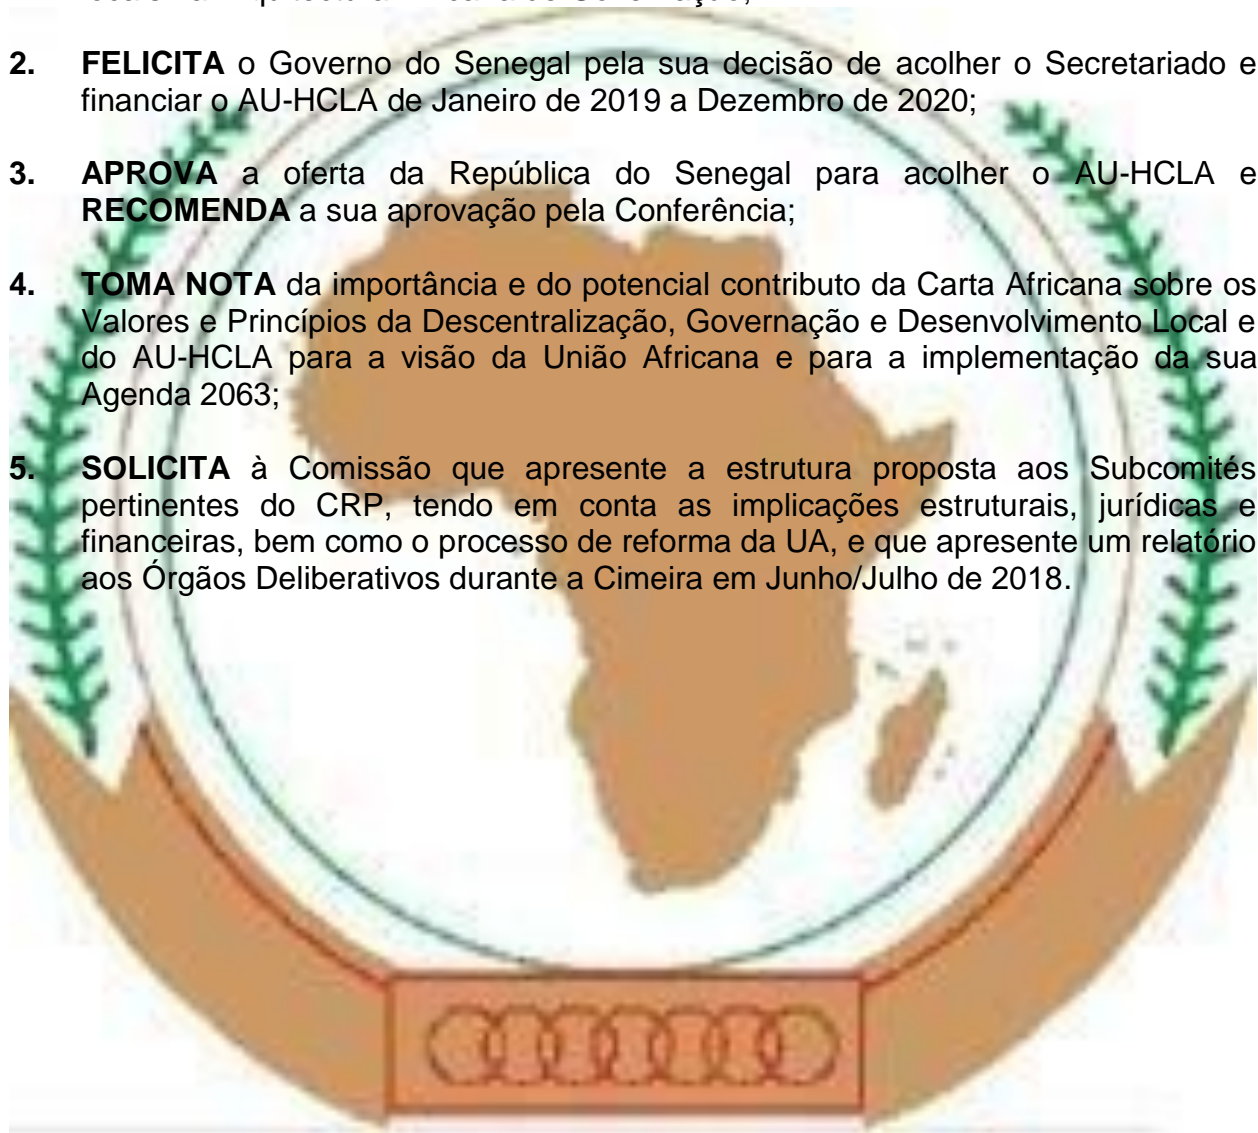 2. FELICITA o Governo do Senegal pela sua decisão de acolher o Secretariado e
financiar o AU-HCLA de Janeiro de 2019 a Dezembro de 2020;
3. APROVA a oferta da República do Senegal para acolher o AU-HCLA e
RECOMENDA a sua aprovação pela Conferência;
4. TOMA NOTA da importância e do potencial contributo da Carta Africana sobre os
Valores e Princípios da Descentralização, Governação e Desenvolvimento Local e
do AU-HCLA para a visão da União Africana e para a implementação da sua
Agenda 2063;
5. SOLICITA à Comissão que apresente a estrutura proposta aos Subcomités
pertinentes do CRP, tendo em conta as implicações estruturais, jurídicas e
financeiras, bem como o processo de reforma da UA, e que apresente um relatório
aos Órgãos Deliberativos durante a Cimeira em Junho/Julho de 2018.